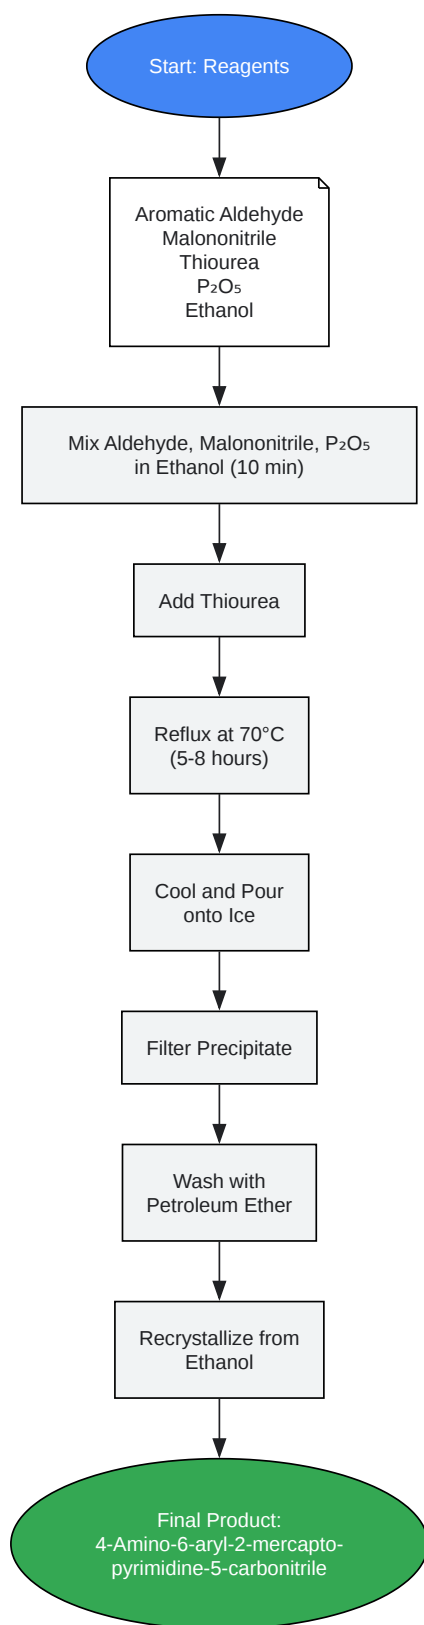 Start: Reagents
Aromatic Aldehyde
Malononitrile
Thiourea
P₂O₅
Ethanol
Mix Aldehyde, Malononitrile, P₂O₅
in Ethanol (10 min)
Add Thiourea
Reflux at 70°C
(5-8 hours)
Cool and Pour
onto Ice
Filter Precipitate
Wash with
Petroleum Ether
Recrystallize from
Ethanol
Final Product:
4-Amino-6-aryl-2-mercapto-
pyrimidine-5-carbonitrile